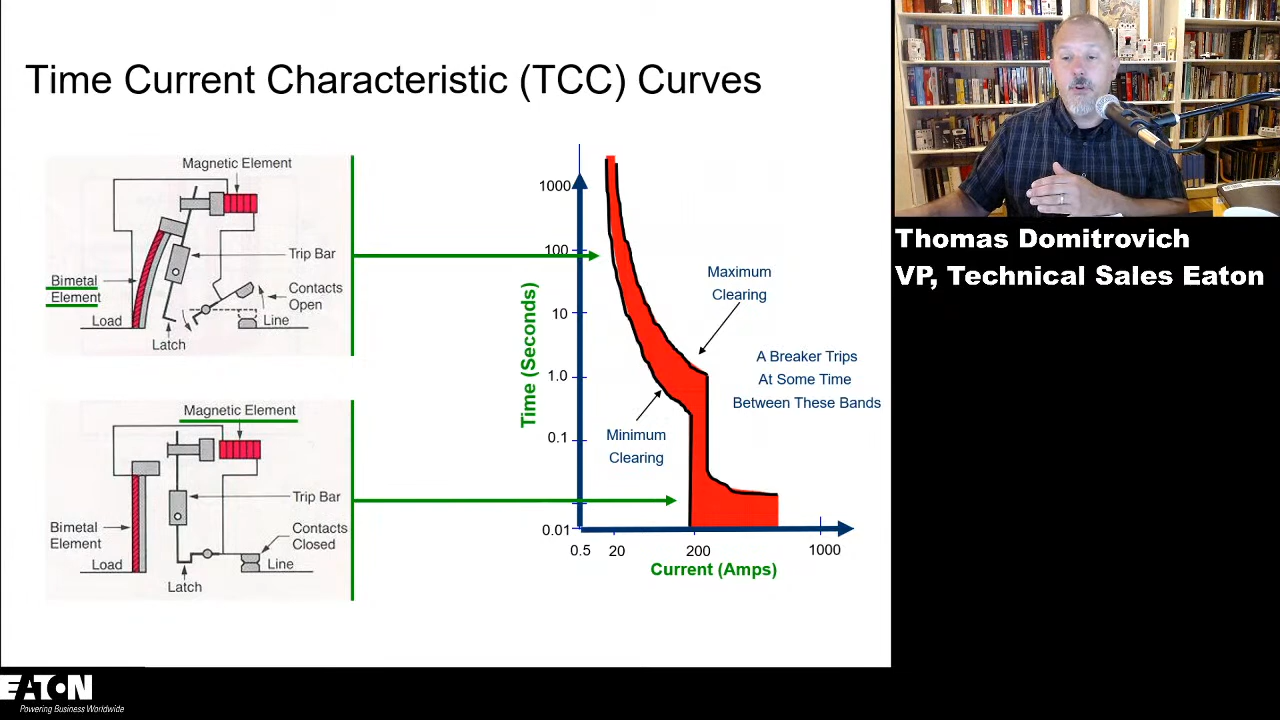 Time Current Characteristic (TCC) Curves
Magnetic Element
Trip Bar
Bimetal
Element
Contacts
Open
Load
Line
Latch
Magnetic Element
Trip Bar
Bimetal
Element
Contacts
Closed
Load
Line
Latch
Time (Seconds)
1000
100
10
1.0
0.1
0.01
0.5
20
200
1000
Current (Amps)
Maximum
Clearing
Minimum
Clearing
A Breaker Trips
At Some Time
Between These Bands
Thomas Domitrovich
VP, Technical Sales Eaton
EATON
Powering Business Worldwide